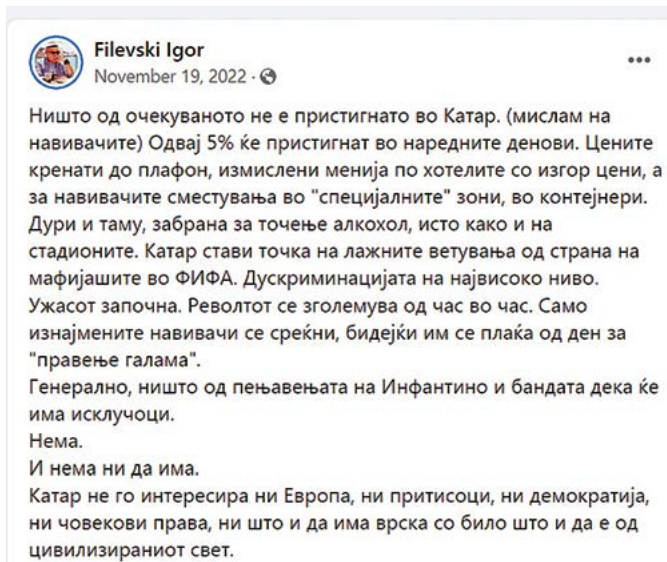 Filevski Igor
November 19, 2022 ·
Ништо од очекуваното не е пристигнато во Катар. (мислам на
навивачите) Одвај 5% ќе пристигнат во наредните денови. Цените
кренати до плафон, измислени менија по хотелите со изгор цени, а
за навивачите сместувања во "специјалните" зони, во контејнери.
Дури и таму, забрана за точење алкохол, исто како и на
стадионите. Катар стави точка на лажните ветувања од страна на
мафијашите во ФИФА. Дускриминацијата на највисоко ниво.
Ужасот започна. Револтот се зголемува од час во час. Само
изнајмените навивачи се среќни, бидејќи им се плаќа од ден за
"правење галама".
Генерално, ништо од пењавењата на Инфантино и бандата дека ќе
има исклучоци.
Нема.
И нема ни да има.
Катар не го интересира ни Европа, ни притисоци, ни демократија,
ни човекови права, ни што и да има врска со било што и да е од
цивилизираниот свет.